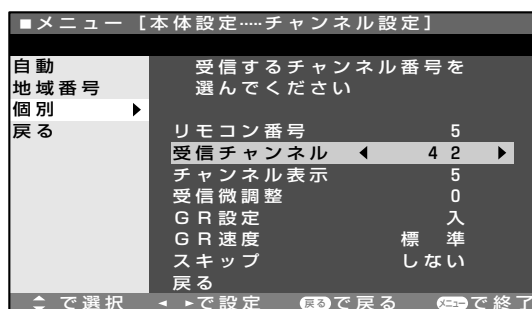 ■メニュー [本体設定……チャンネル設定]
自動
地域番号
個別 ▶
戻る
受信するチャンネル番号を
選んでください
リモコン番号 5
受信チャンネル ◀ 42 ▶
チャンネル表示 5
受信微調整 0
GR設定 入
GR速度 標 準
スキップ しない
戻る
で選択 ◀ ▶で設定 戻るで戻る メニューで終了